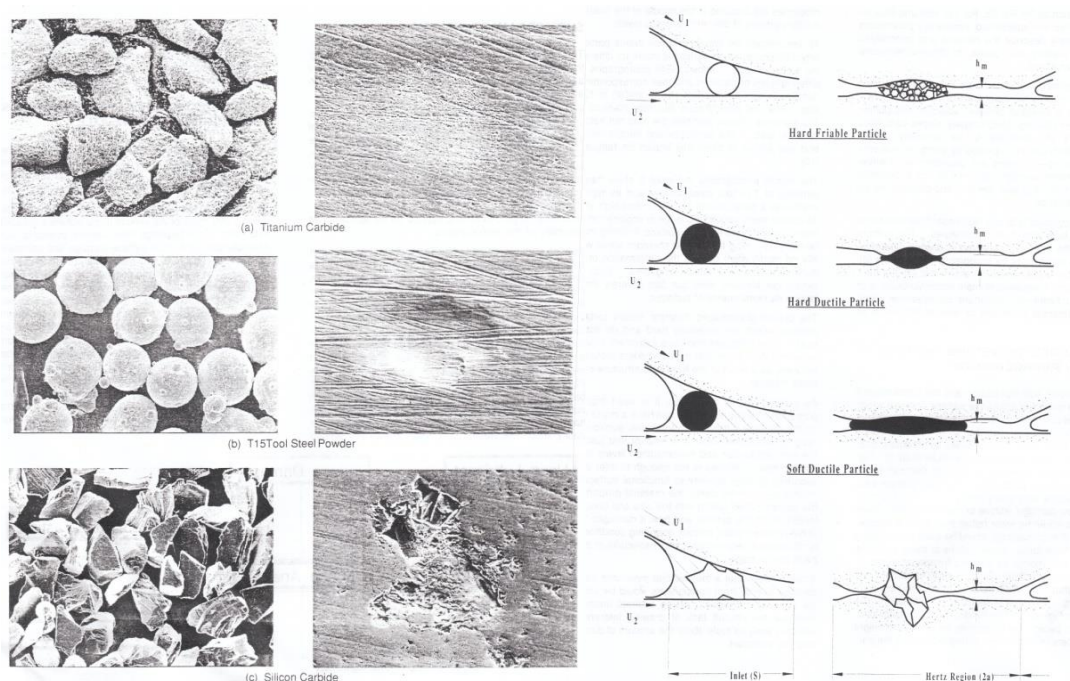 (a) Titanium Carbide
(b) T15Tool Steel Powder
(c) Silicon Carbide
U1
U2
hm
Hard Friable Particle
U1
U2
hm
Hard Ductile Particle
U1
U2
hm
Soft Ductile Particle
U1
U2
hm
Inlet (S)
Hertz Region (2a)